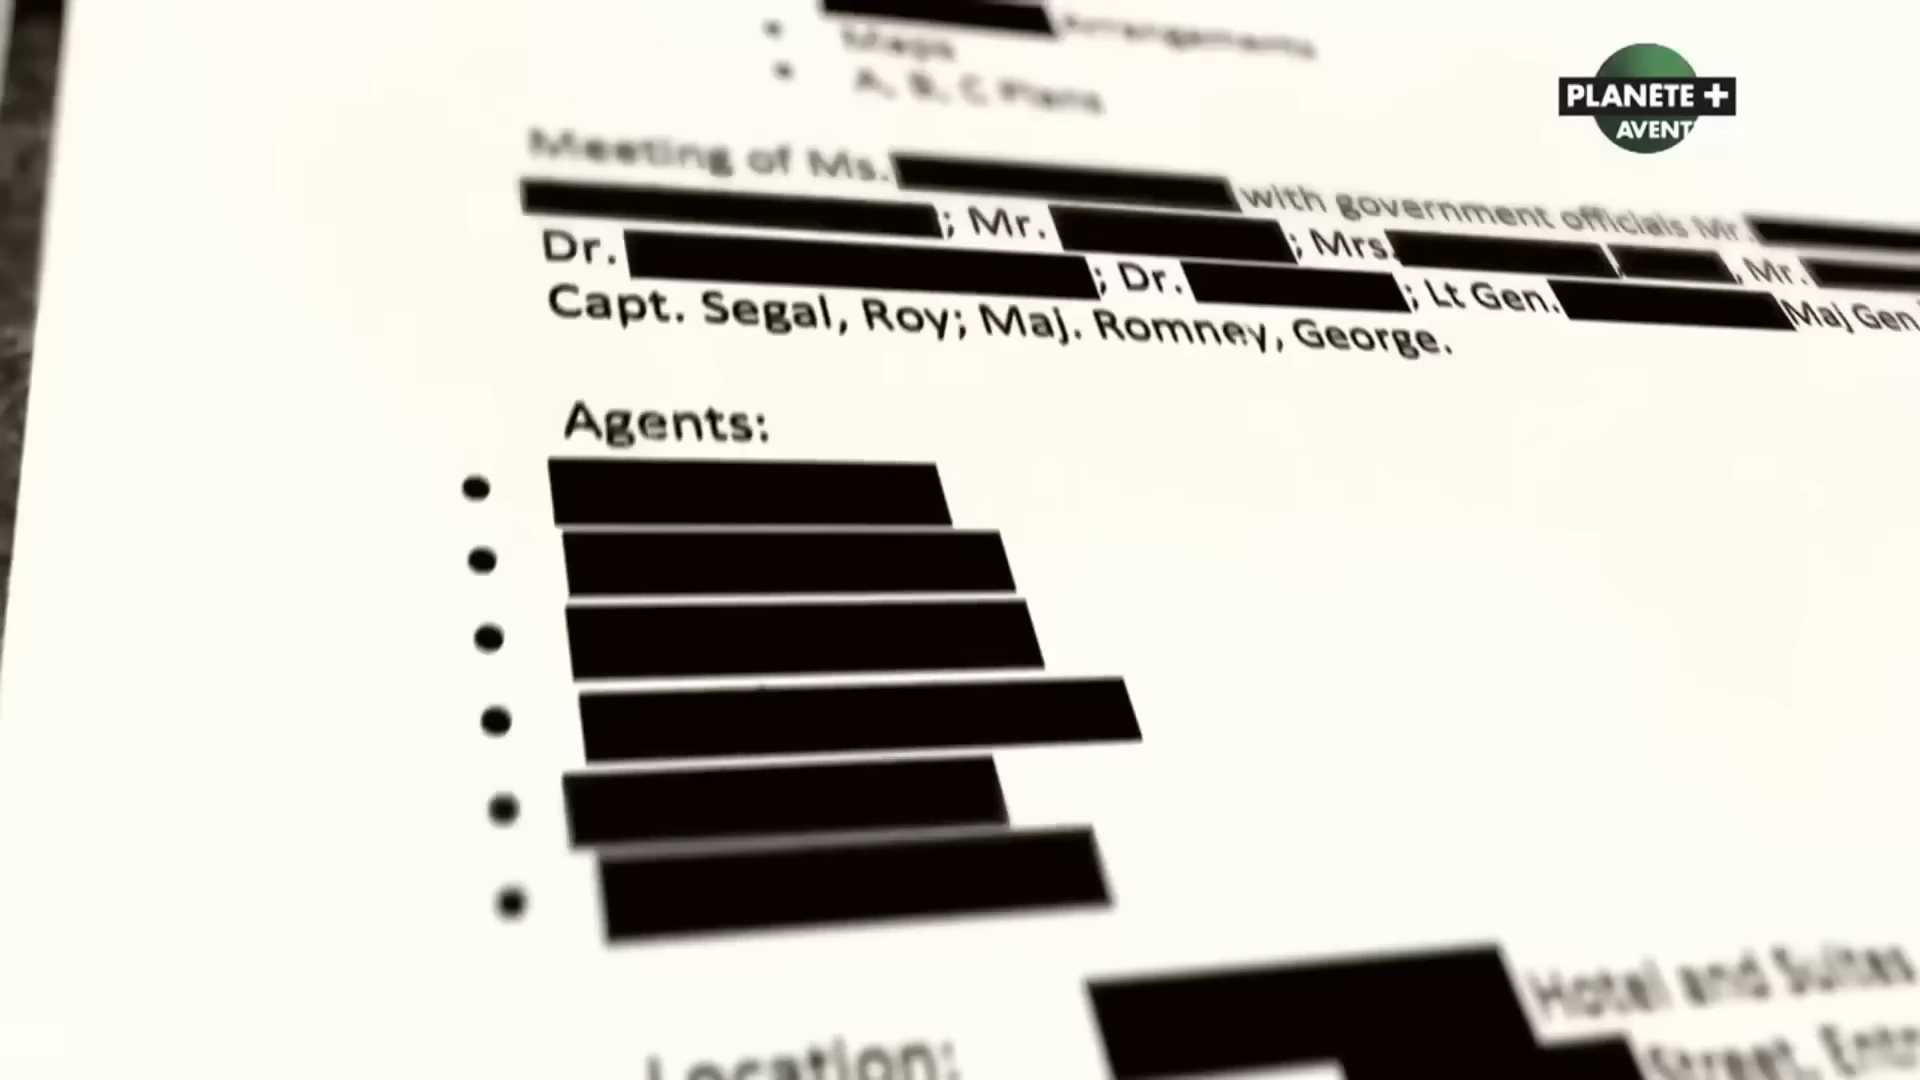 Arrangements
Maps
A, B, C Plans
PLANETE +
AVENT
Meeting of Ms. with government officials Mr.
; Mr. ; Mrs. , Mr.
Dr. ; Dr. ; Lt Gen. Maj Gen.
Capt. Segal, Roy; Maj. Romney, George.
Agents:
Hotel and Suites
Location: Street,